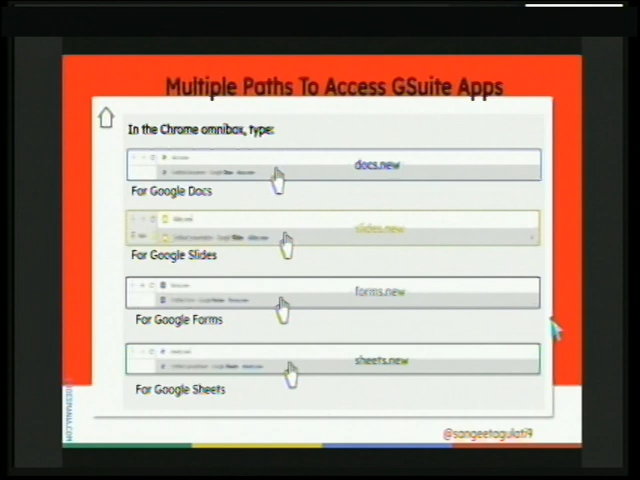 Multiple Paths To Access GSuite Apps
In the Chrome omnibox, type:
docs.new
For Google Docs
slides.new
For Google Slides
forms.new
For Google Forms
sheets.new
For Google Sheets
@sangeetagulati9